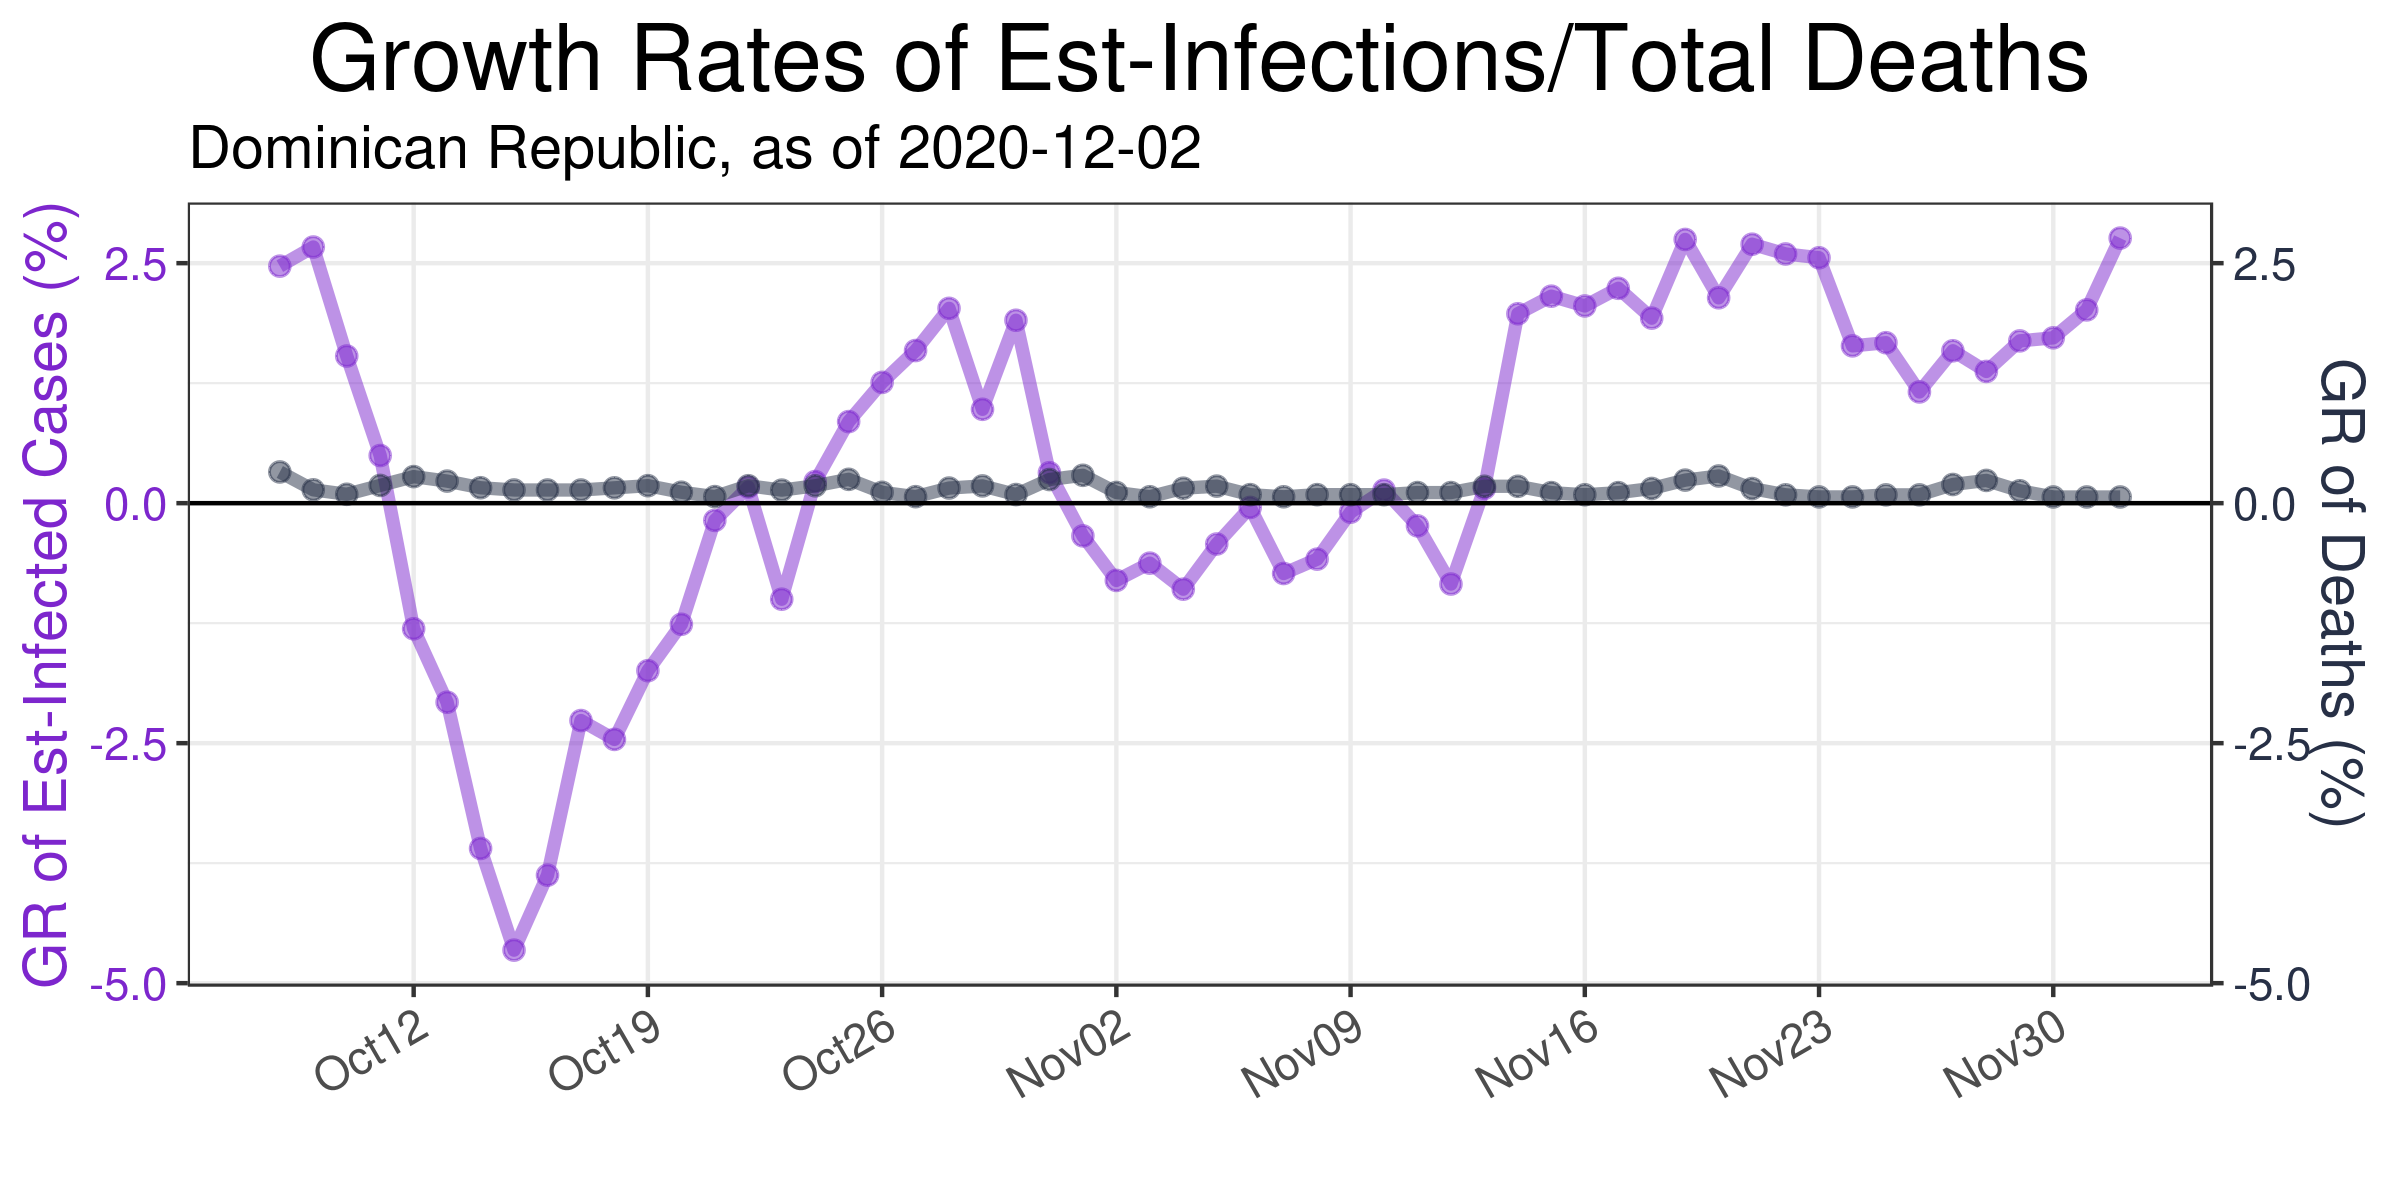 Growth Rates of Est-Infections/Total Deaths
Dominican Republic, as of 2020-12-02
GR of Est-Infected Cases (%)
2.5
0.0
-2.5
-5.0
2.5
0.0
-2.5
-5.0
GR of Deaths (%)
Oct12
Oct19
Oct26
Nov02
Nov09
Nov16
Nov23
Nov30